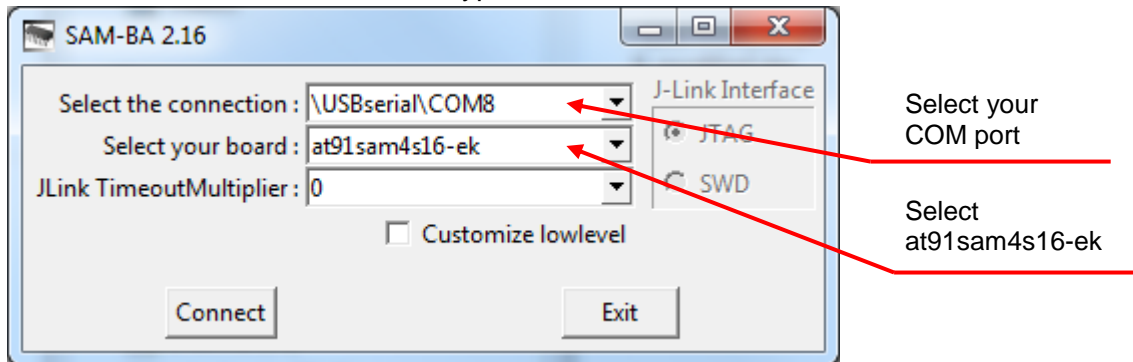 SAM-BA 2.16
Select the connection : \USBserial\COM8
J-Link Interface
Select your board : at91sam4s16-ek
JTAG
JLink TimeoutMultiplier : 0
SWD
Customize lowlevel
Connect
Exit
Select your
COM port
Select
at91sam4s16-ek